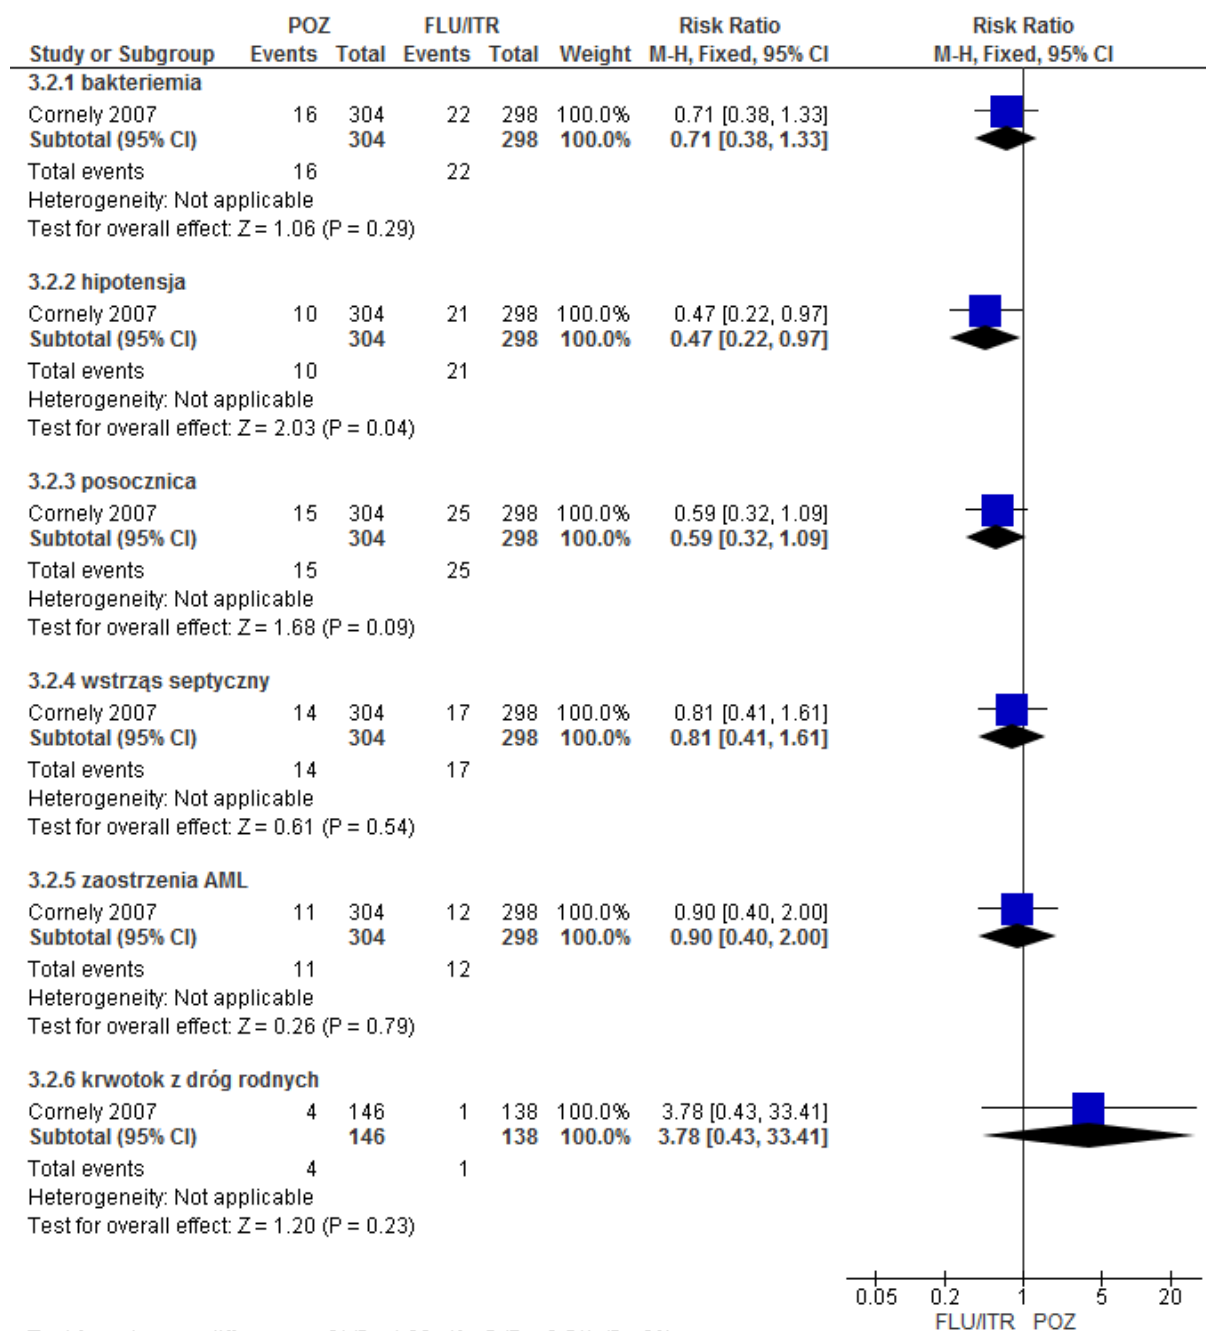 POZ FLU/ITR Risk Ratio Risk Ratio
Study or Subgroup Events Total Events Total Weight M-H, Fixed, 95% CI M-H, Fixed, 95% CI
3.2.1 bakteriemia
Cornely 2007 16 304 22 298 100.0% 0.71 [0.38, 1.33]
Subtotal (95% CI) 304 298 100.0% 0.71 [0.38, 1.33]
Total events 16 22
Heterogeneity: Not applicable
Test for overall effect: Z = 1.06 (P = 0.29)
3.2.2 hipotensja
Cornely 2007 10 304 21 298 100.0% 0.47 [0.22, 0.97]
Subtotal (95% CI) 304 298 100.0% 0.47 [0.22, 0.97]
Total events 10 21
Heterogeneity: Not applicable
Test for overall effect: Z = 2.03 (P = 0.04)
3.2.3 posocznica
Cornely 2007 15 304 25 298 100.0% 0.59 [0.32, 1.09]
Subtotal (95% CI) 304 298 100.0% 0.59 [0.32, 1.09]
Total events 15 25
Heterogeneity: Not applicable
Test for overall effect: Z = 1.68 (P = 0.09)
3.2.4 wstrząs septyczny
Cornely 2007 14 304 17 298 100.0% 0.81 [0.41, 1.61]
Subtotal (95% CI) 304 298 100.0% 0.81 [0.41, 1.61]
Total events 14 17
Heterogeneity: Not applicable
Test for overall effect: Z = 0.61 (P = 0.54)
3.2.5 zaostrzenia AML
Cornely 2007 11 304 12 298 100.0% 0.90 [0.40, 2.00]
Subtotal (95% CI) 304 298 100.0% 0.90 [0.40, 2.00]
Total events 11 12
Heterogeneity: Not applicable
Test for overall effect: Z = 0.26 (P = 0.79)
3.2.6 krwotok z dróg rodnych
Cornely 2007 4 146 1 138 100.0% 3.78 [0.43, 33.41]
Subtotal (95% CI) 146 138 100.0% 3.78 [0.43, 33.41]
Total events 4 1
Heterogeneity: Not applicable
Test for overall effect: Z = 1.20 (P = 0.23)
0.05 0.2 1 5 20
FLU/ITR POZ